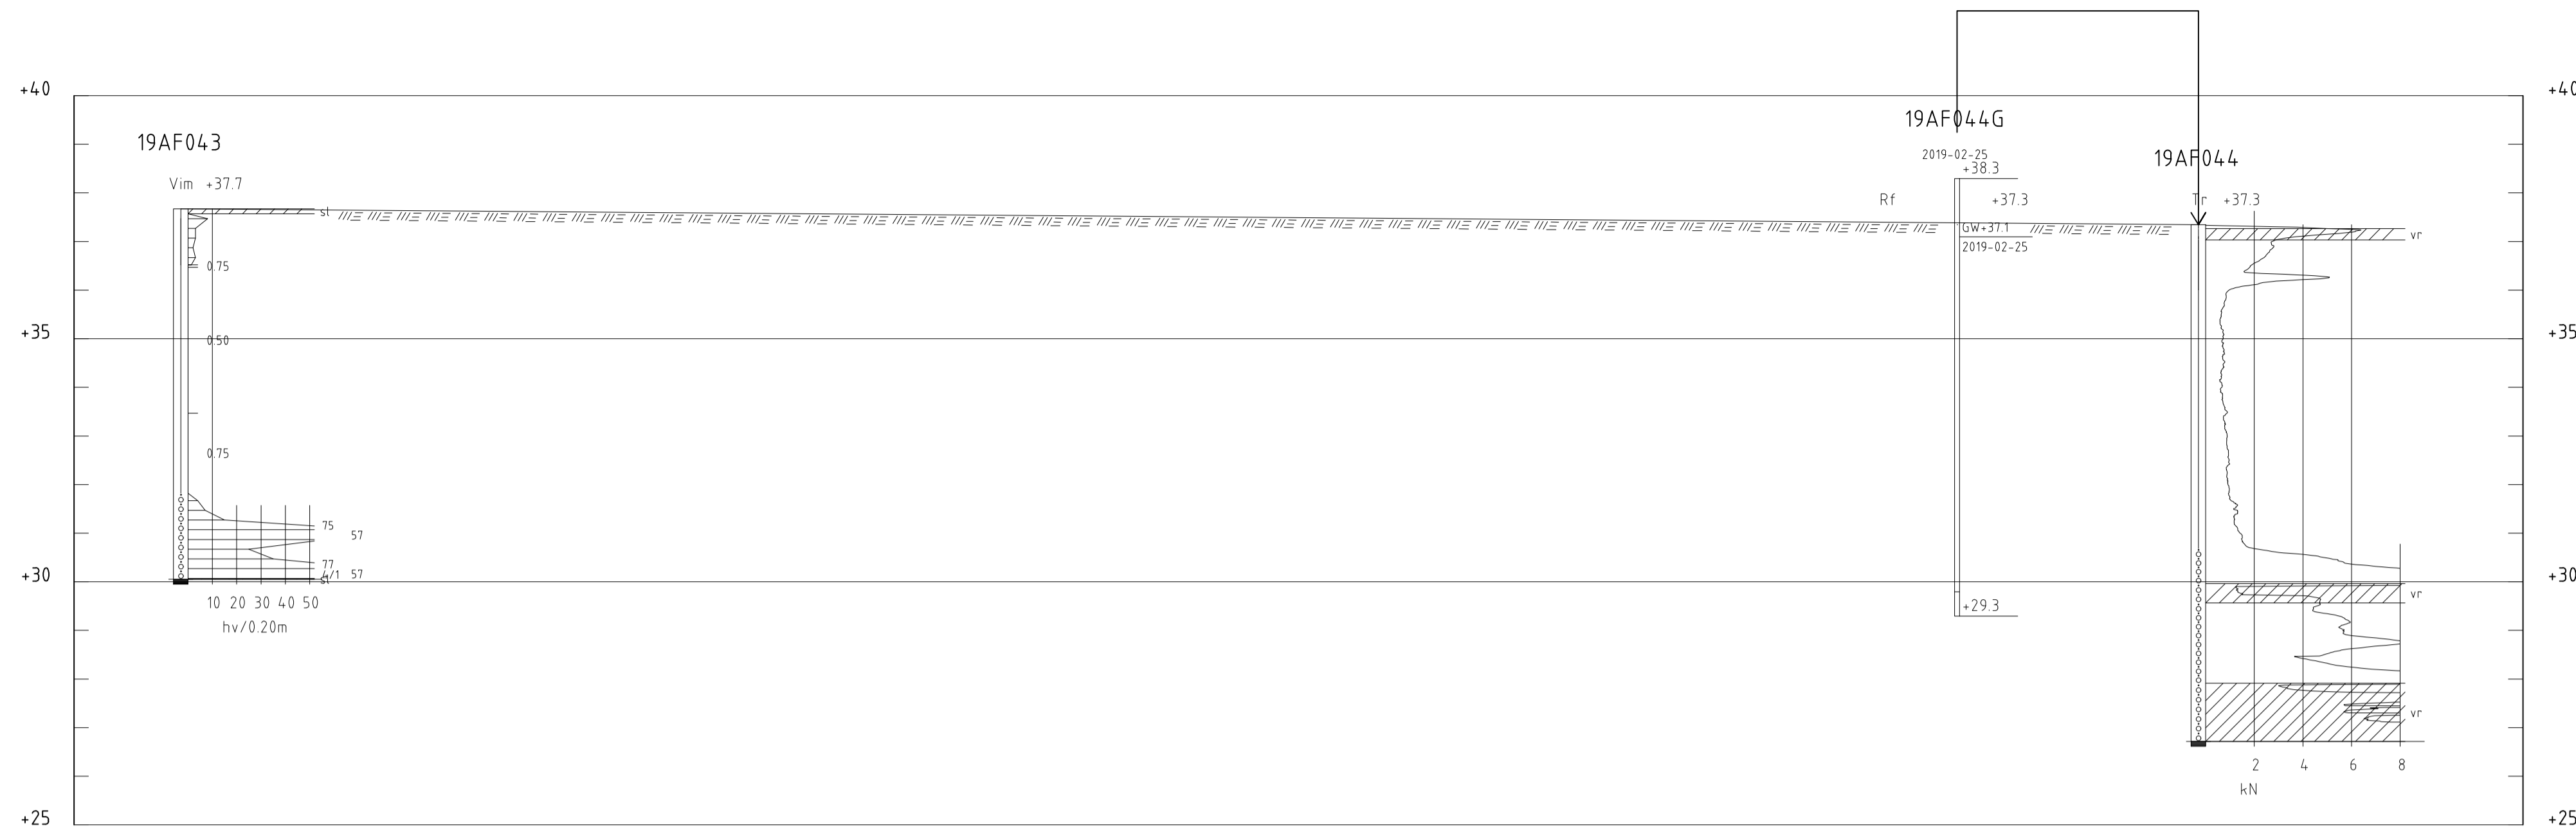 +40
+40
19AF044G
19AF043
2019-02-25
19AF044
+38.3
Vim +37.7
Rf +37.3
Tr +37.3
sl
GW+37.1
vr
2019-02-25
0.75
+35
+35
0.50
0.75
75
57
77
4/1 57
sl
+30
+30
vr
10 20 30 40 50
+29.3
hv/0.20m
vr
2 4 6 8
kN
+25
+25